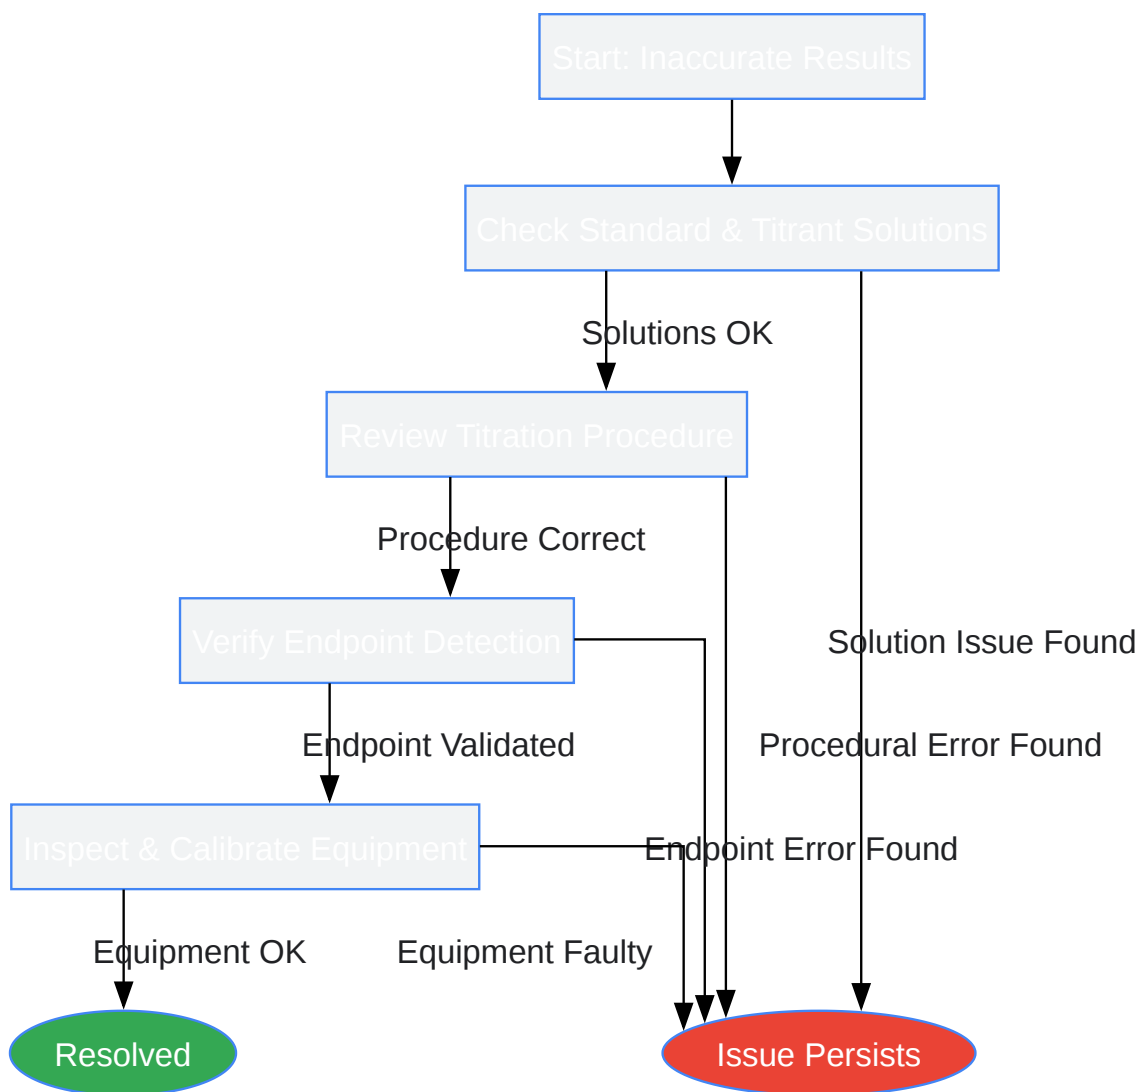 Start: Inaccurate Results
Check Standard & Titrant Solutions
Solutions OK
Review Titration Procedure
Procedure Correct
Verify Endpoint Detection
Solution Issue Found
Endpoint Validated
Procedural Error Found
Inspect & Calibrate Equipment
Endpoint Error Found
Equipment OK
Equipment Faulty
Resolved
Issue Persists